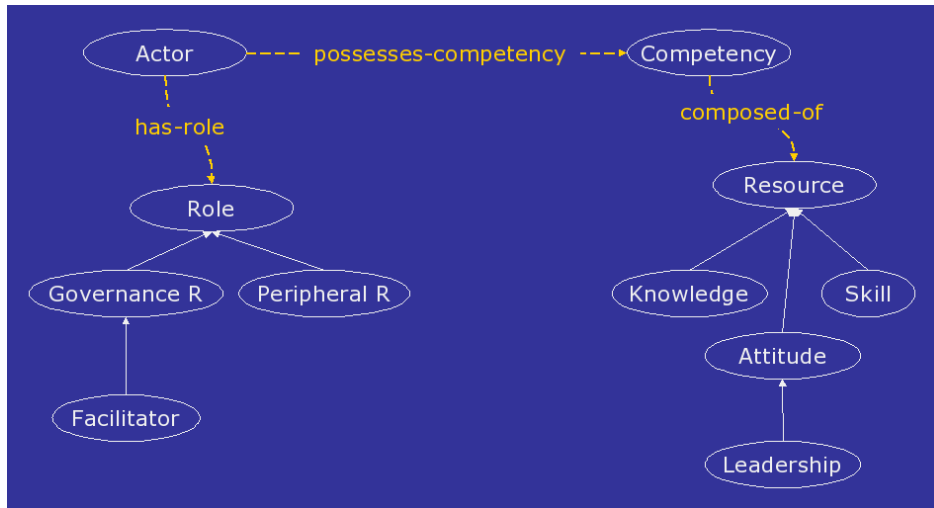 Actor
possesses-competency
Competency
has-role
composed-of
Role
Resource
Governance R
Peripheral R
Knowledge
Skill
Attitude
Facilitator
Leadership